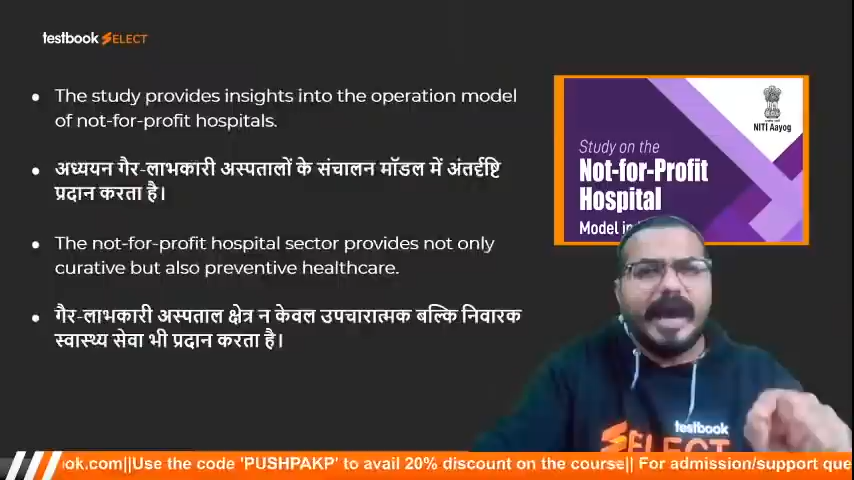 testbook SELECT
The study provides insights into the operation model
of not-for-profit hospitals.
अध्ययन गैर-लाभकारी अस्पतालों के संचालन मॉडल में अंतर्दृष्टि
प्रदान करता है।
The not-for-profit hospital sector provides not only
curative but also preventive healthcare.
गैर-लाभकारी अस्पताल क्षेत्र न केवल उपचारात्मक बल्कि निवारक
स्वास्थ्य सेवा भी प्रदान करता है।
NITI Aayog
Study on the
Not-for-Profit
Hospital
Model in
testbook
SELECT
ok.com||Use the code 'PUSHPAKP' to avail 20% discount on the course|| For admission/support que